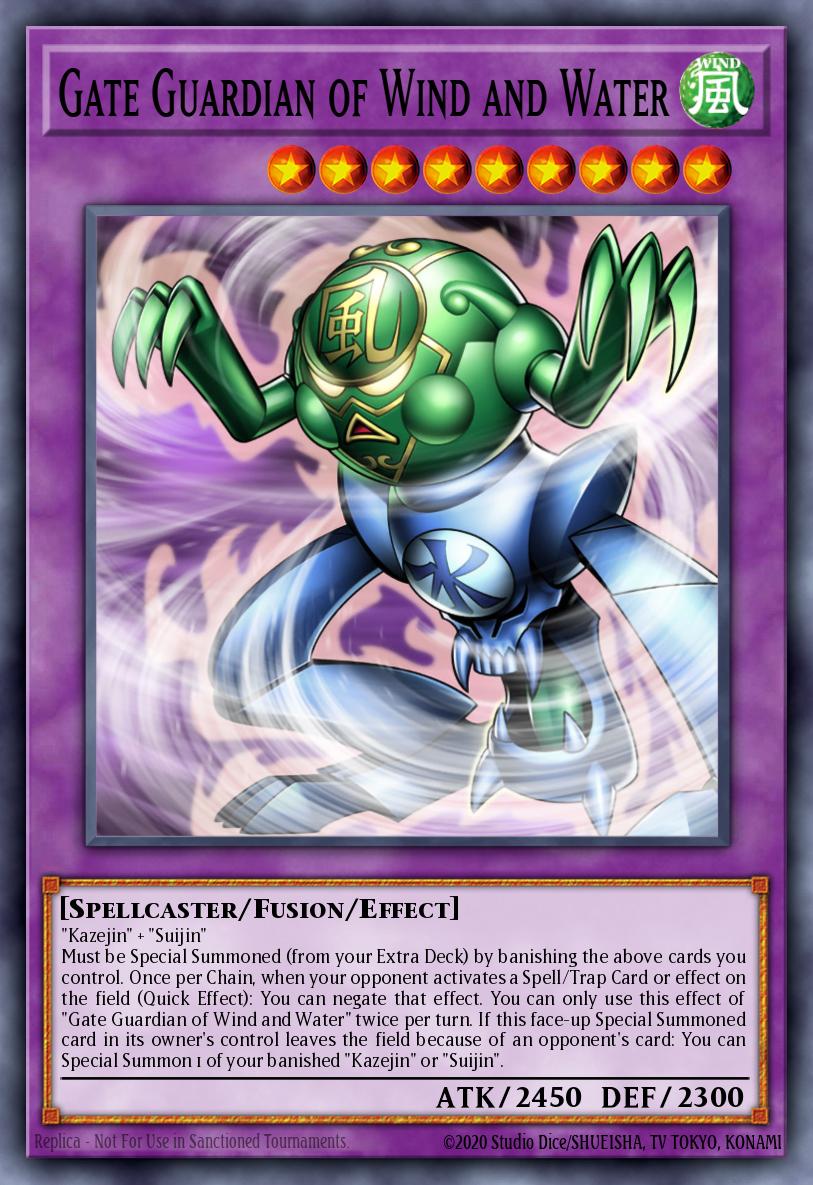 GATE GUARDIAN OF WIND AND WATER
WIND
風
風
水
[SPELLCASTER/FUSION/EFFECT]
"Kazejin" + "Suijin"
Must be Special Summoned (from your Extra Deck) by banishing the above cards you
control. Once per Chain, when your opponent activates a Spell/Trap Card or effect on
the field (Quick Effect): You can negate that effect. You can only use this effect of
"Gate Guardian of Wind and Water" twice per turn. If this face-up Special Summoned
card in its owner's control leaves the field because of an opponent's card: You can
Special Summon 1 of your banished "Kazejin" or "Suijin".
ATK/2450 DEF/2300
Replica - Not For Use in Sanctioned Tournaments.
©2020 Studio Dice/SHUEISHA, TV TOKYO, KONAMI